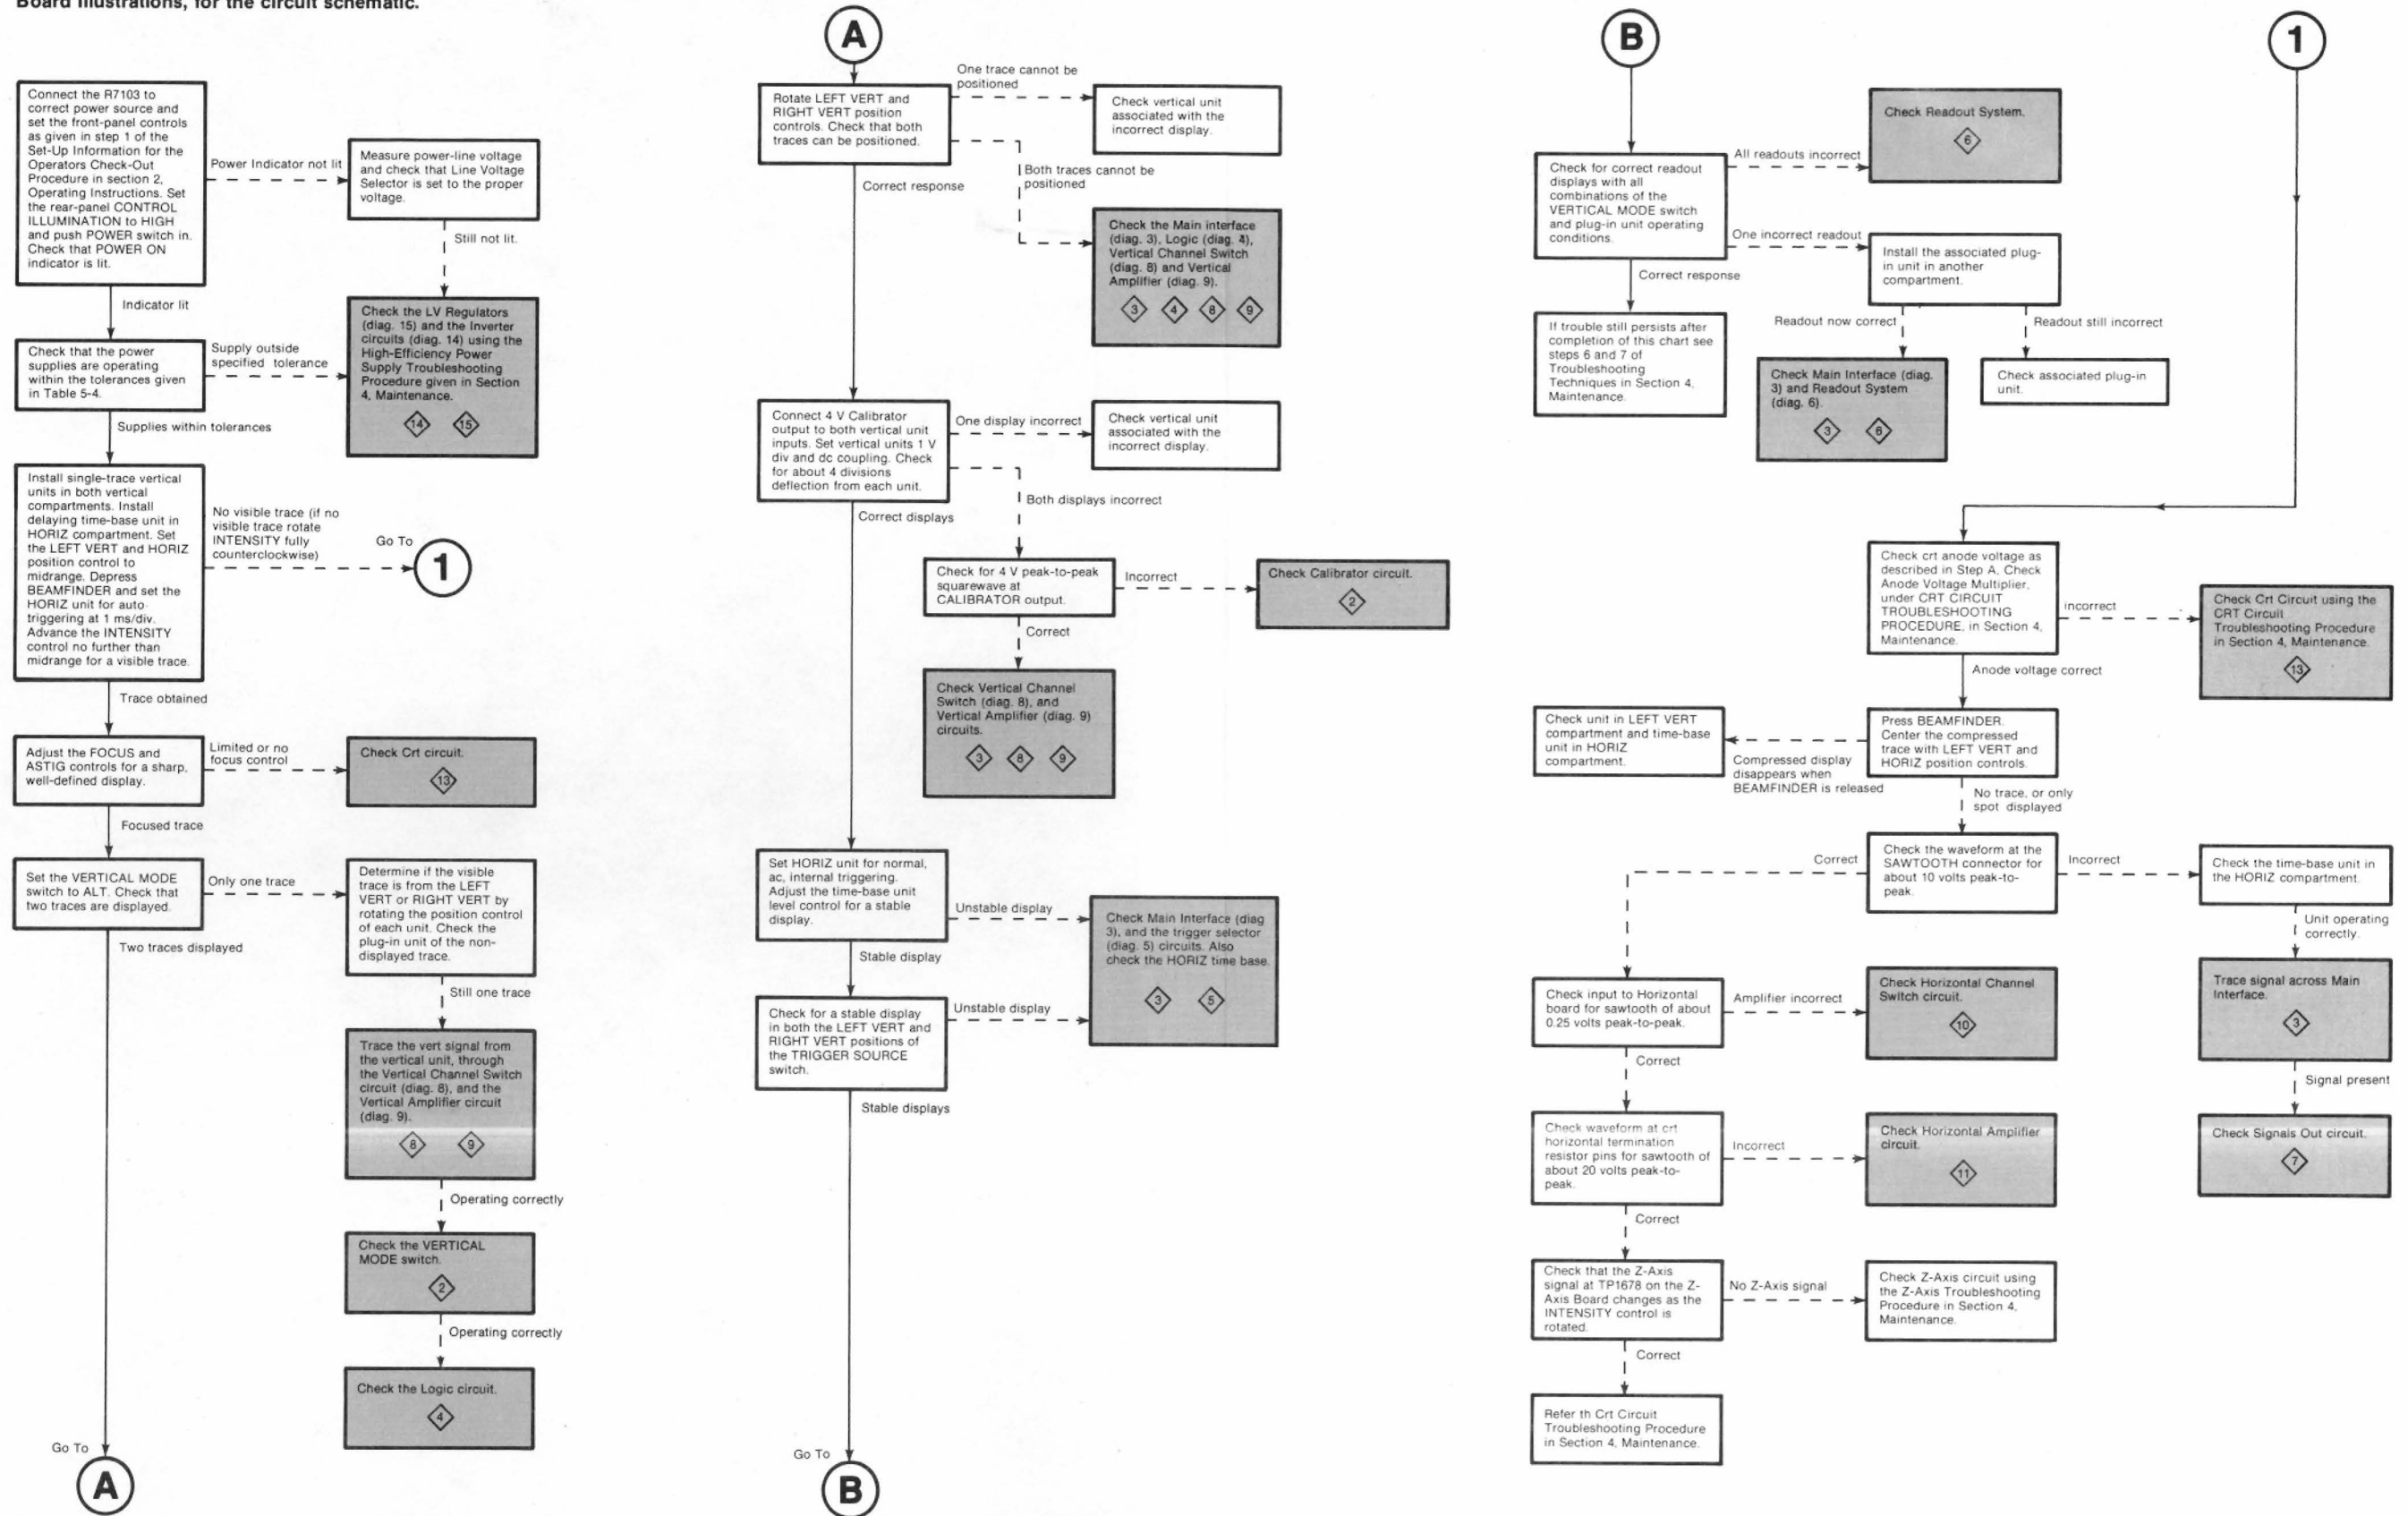 Board Illustrations, for the circuit schematic.
Connect the R7103 to
correct power source and
set the front-panel controls
as given in step 1 of the
Set-Up Information for the
Operators Check-Out
Procedure in section 2,
Operating Instructions. Set
the rear-panel CONTROL
ILLUMINATION to HIGH
and push POWER switch in.
Check that POWER ON
indicator is lit.
Power Indicator not lit
Measure power-line voltage
and check that Line Voltage
Selector is set to the proper
voltage.
Still not lit.
Indicator lit
Check the LV Regulators
(diag. 15) and the Inverter
circuits (diag. 14) using the
High-Efficiency Power
Supply Troubleshooting
Procedure given in Section
4, Maintenance.
14 15
Check that the power
supplies are operating
within the tolerances given
in Table 5-4.
Supply outside
specified tolerance
Supplies within tolerances
Install single-trace vertical
units in both vertical
compartments. Install
delaying time-base unit in
HORIZ compartment. Set
the LEFT VERT and HORIZ
position control to
midrange. Depress
BEAMFINDER and set the
HORIZ unit for auto
triggering at 1 ms/div.
Advance the INTENSITY
control no further than
midrange for a visible trace.
No visible trace (if no
visible trace rotate
INTENSITY fully
counterclockwise)
Go To
1
Trace obtained
Adjust the FOCUS and
ASTIG controls for a sharp,
well-defined display.
Limited or no
focus control
Check Crt circuit.
13
Focused trace
Set the VERTICAL MODE
switch to ALT. Check that
two traces are displayed.
Only one trace
Determine if the visible
trace is from the LEFT
VERT or RIGHT VERT by
rotating the position control
of each unit. Check the
plug-in unit of the non-
displayed trace.
Two traces displayed
Still one trace
Trace the vert signal from
the vertical unit, through
the Vertical Channel Switch
circuit (diag. 8), and the
Vertical Amplifier circuit
(diag. 9).
8 9
Operating correctly
Check the VERTICAL
MODE switch.
2
Operating correctly
Check the Logic circuit.
4
Go To
A
A
Rotate LEFT VERT and
RIGHT VERT position
controls. Check that both
traces can be positioned.
One trace cannot be
positioned
Check vertical unit
associated with the
incorrect display.
Both traces cannot be
positioned
Correct response
Check the Main interface
(diag. 3), Logic (diag. 4),
Vertical Channel Switch
(diag. 8) and Vertical
Amplifier (diag. 9).
3 4 8 9
Connect 4 V Calibrator
output to both vertical unit
inputs. Set vertical units 1 V
div and dc coupling. Check
for about 4 divisions
deflection from each unit.
One display incorrect
Check vertical unit
associated with the
incorrect display.
Both displays incorrect
Correct displays
Check for 4 V peak-to-peak
squarewave at
CALIBRATOR output.
Incorrect
Check Calibrator circuit.
2
Correct
Check Vertical Channel
Switch (diag. 8), and
Vertical Amplifier (diag. 9)
circuits.
3 8 9
Set HORIZ unit for normal,
ac, internal triggering.
Adjust the time-base unit
level control for a stable
display.
Unstable display
Check Main Interface (diag
3), and the trigger selector
(diag. 5) circuits. Also
check the HORIZ time base.
3 5
Stable display
Check for a stable display
in both the LEFT VERT and
RIGHT VERT positions of
the TRIGGER SOURCE
switch.
Unstable display
Stable displays
Go To
B
B
Check for correct readout
displays with all
combinations of the
VERTICAL MODE switch
and plug-in unit operating
conditions.
All readouts incorrect
Check Readout System.
6
One incorrect readout
Install the associated plug-
in unit in another
compartment.
Correct response
If trouble still persists after
completion of this chart see
steps 6 and 7 of
Troubleshooting
Techniques in Section 4,
Maintenance.
Readout now correct
Readout still incorrect
Check Main Interface (diag.
3) and Readout System
(diag. 6).
3 6
Check associated plug-in
unit.
1
Check crt anode voltage as
described in Step A, Check
Anode Voltage Multiplier,
under CRT CIRCUIT
TROUBLESHOOTING
PROCEDURE, in Section 4,
Maintenance.
incorrect
Check Crt Circuit using the
CRT Circuit
Troubleshooting Procedure
in Section 4, Maintenance.
13
Anode voltage correct
Press BEAMFINDER.
Center the compressed
trace with LEFT VERT and
HORIZ position controls.
Compressed display
disappears when
BEAMFINDER is released
Check unit in LEFT VERT
compartment and time-base
unit in HORIZ
compartment.
No trace, or only
spot displayed
Check the waveform at the
SAWTOOTH connector for
about 10 volts peak-to-
peak.
Correct
Incorrect
Check the time-base unit in
the HORIZ compartment.
Unit operating
correctly.
Trace signal across Main
Interface.
3
Signal present
Check Signals Out circuit.
7
Check input to Horizontal
board for sawtooth of about
0.25 volts peak-to-peak.
Amplifier incorrect
Check Horizontal Channel
Switch circuit.
10
Correct
Check waveform at crt
horizontal termination
resistor pins for sawtooth of
about 20 volts peak-to-
peak.
Incorrect
Check Horizontal Amplifier
circuit.
11
Correct
Check that the Z-Axis
signal at TP1678 on the Z-
Axis Board changes as the
INTENSITY control is
rotated.
No Z-Axis signal
Check Z-Axis circuit using
the Z-Axis Troubleshooting
Procedure in Section 4,
Maintenance.
Correct
Refer th Crt Circuit
Troubleshooting Procedure
in Section 4, Maintenance.